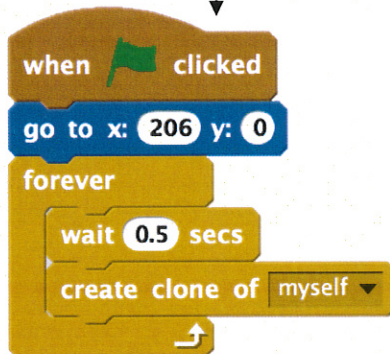 when clicked
go to x: 206 y: 0
forever
wait 0.5 secs
create clone of myself